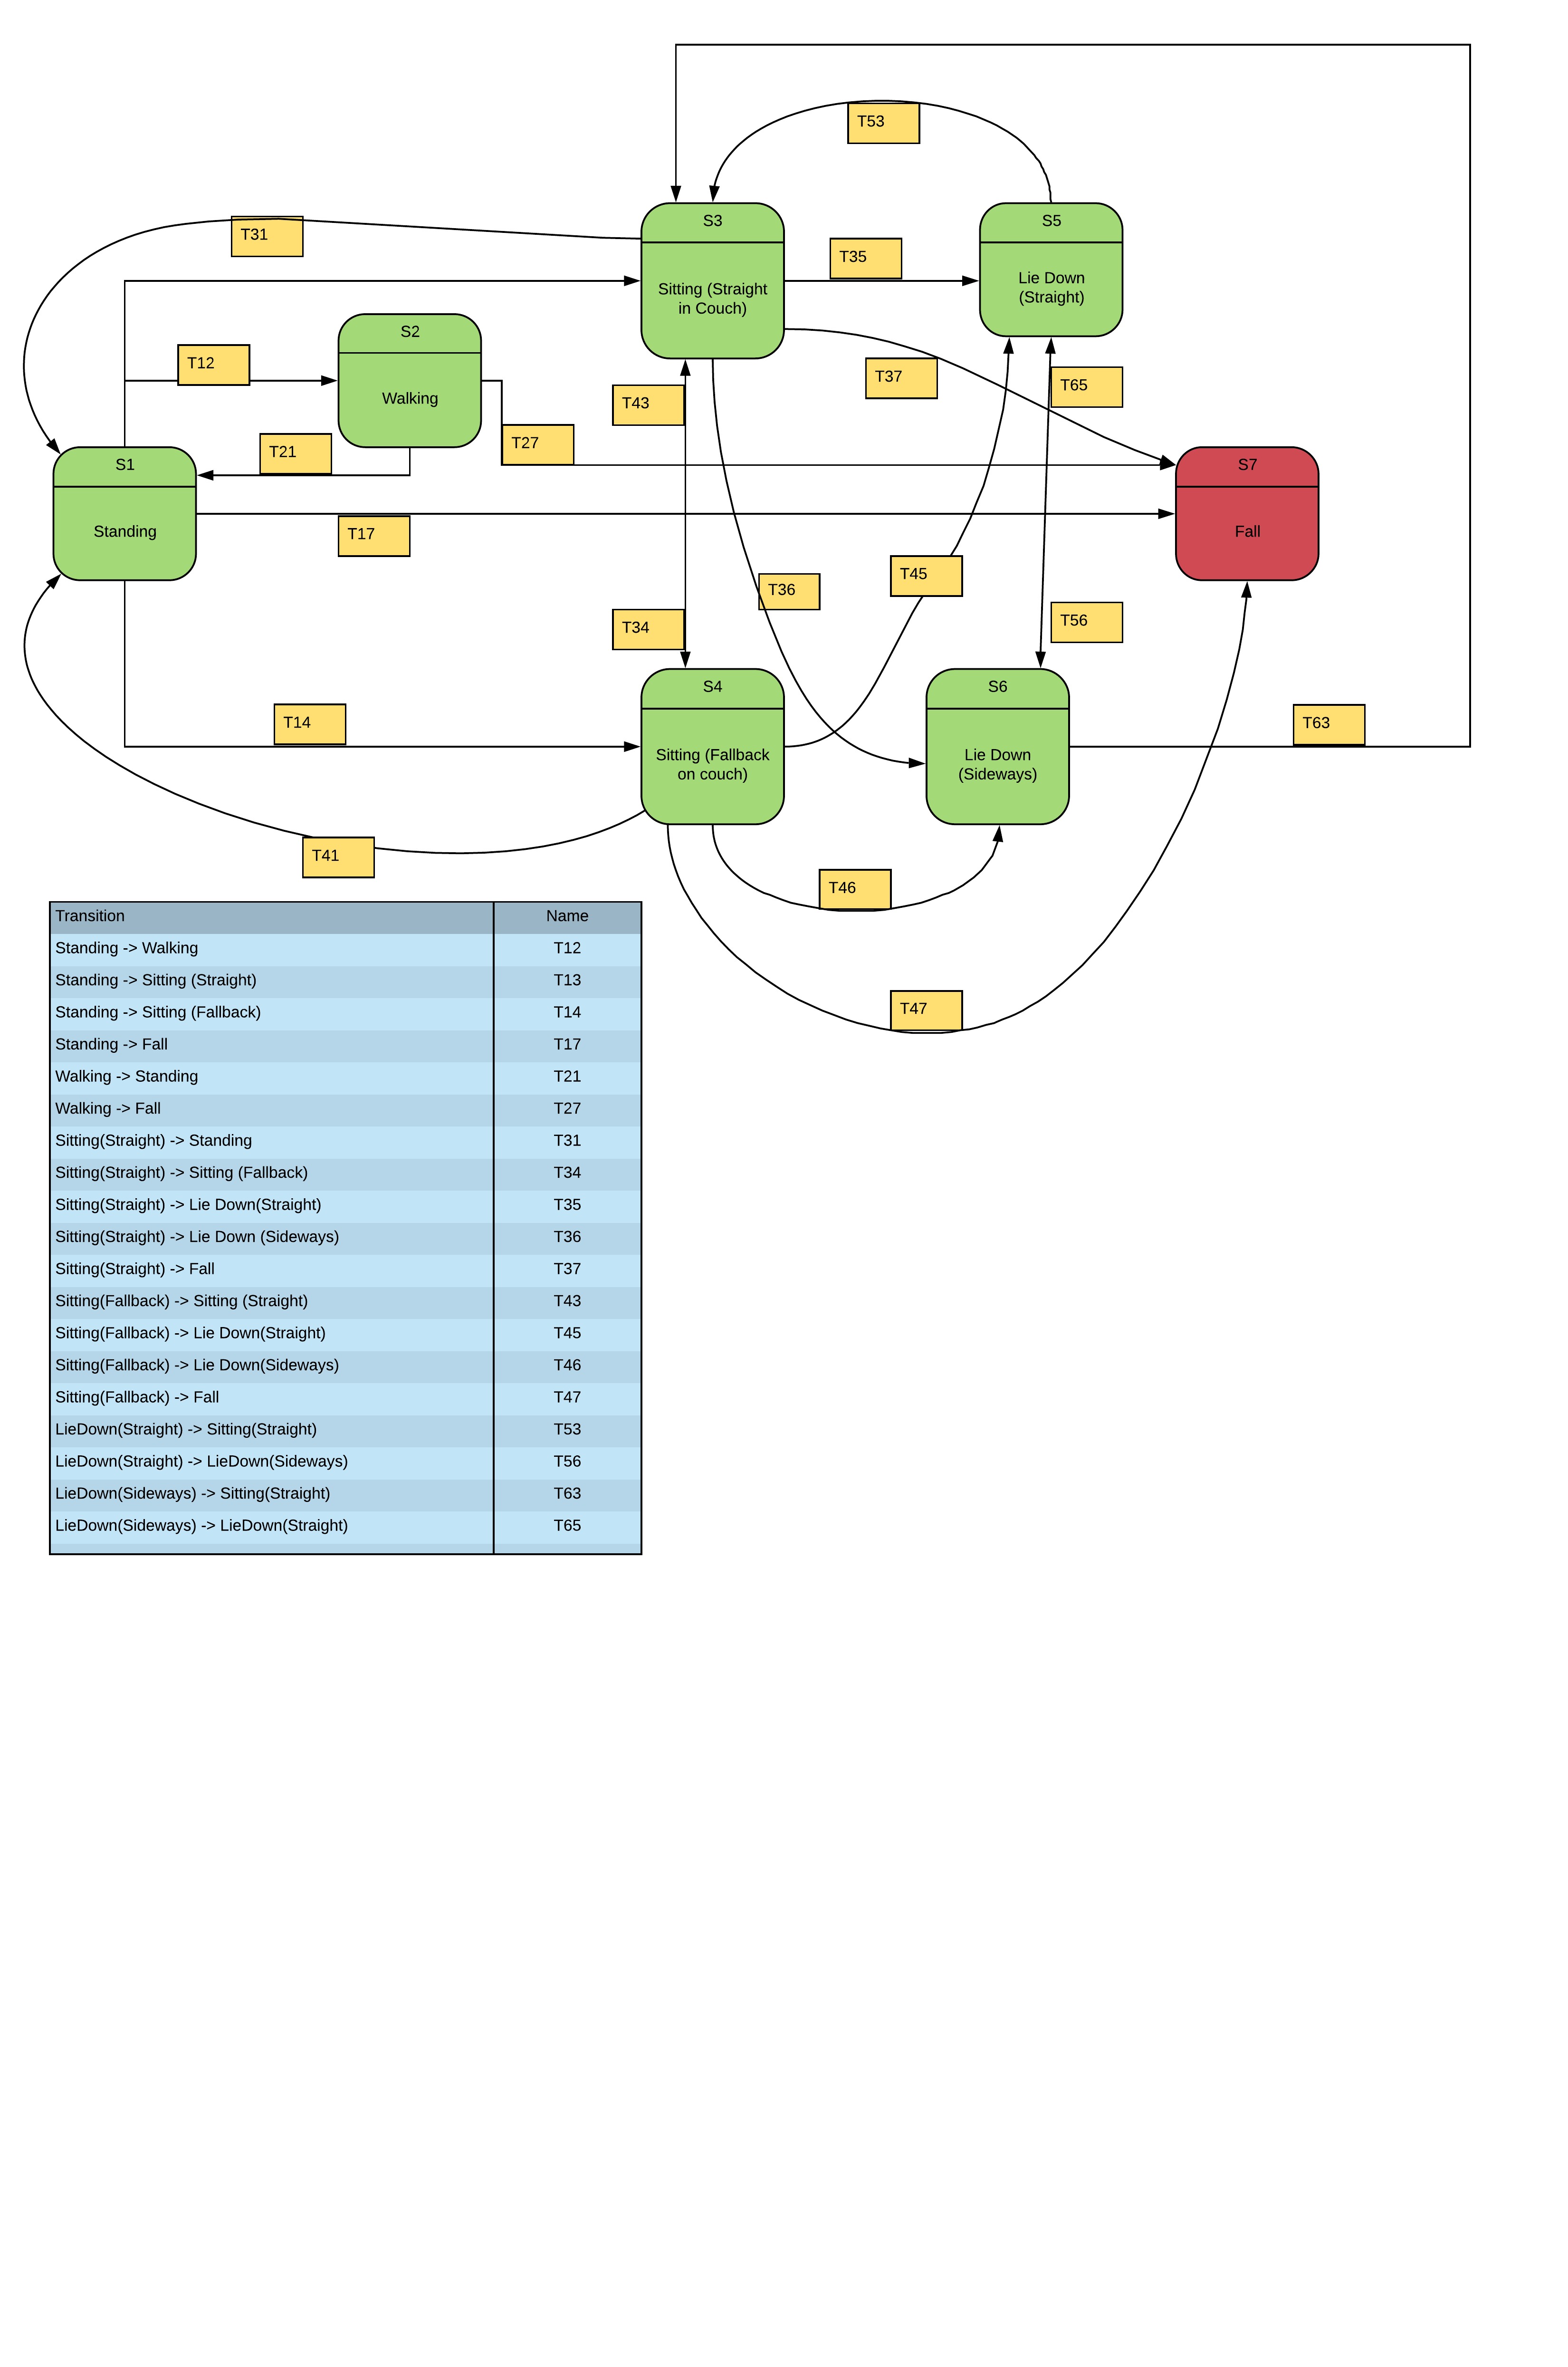 T53
S3
Sitting (Straight
in Couch)
S5
Lie Down
(Straight)
T31
T35
S2
Walking
T12
T37
T65
T43
T27
T21
S1
Standing
S7
Fall
T17
T36
T45
T34
T56
S4
Sitting (Fallback
on couch)
S6
Lie Down
(Sideways)
T14
T63
T41
T46
T47
Transition Name
Standing -> Walking T12
Standing -> Sitting (Straight) T13
Standing -> Sitting (Fallback) T14
Standing -> Fall T17
Walking -> Standing T21
Walking -> Fall T27
Sitting(Straight) -> Standing T31
Sitting(Straight) -> Sitting (Fallback) T34
Sitting(Straight) -> Lie Down(Straight) T35
Sitting(Straight) -> Lie Down (Sideways) T36
Sitting(Straight) -> Fall T37
Sitting(Fallback) -> Sitting (Straight) T43
Sitting(Fallback) -> Lie Down(Straight) T45
Sitting(Fallback) -> Lie Down(Sideways) T46
Sitting(Fallback) -> Fall T47
LieDown(Straight) -> Sitting(Straight) T53
LieDown(Straight) -> LieDown(Sideways) T56
LieDown(Sideways) -> Sitting(Straight) T63
LieDown(Sideways) -> LieDown(Straight) T65